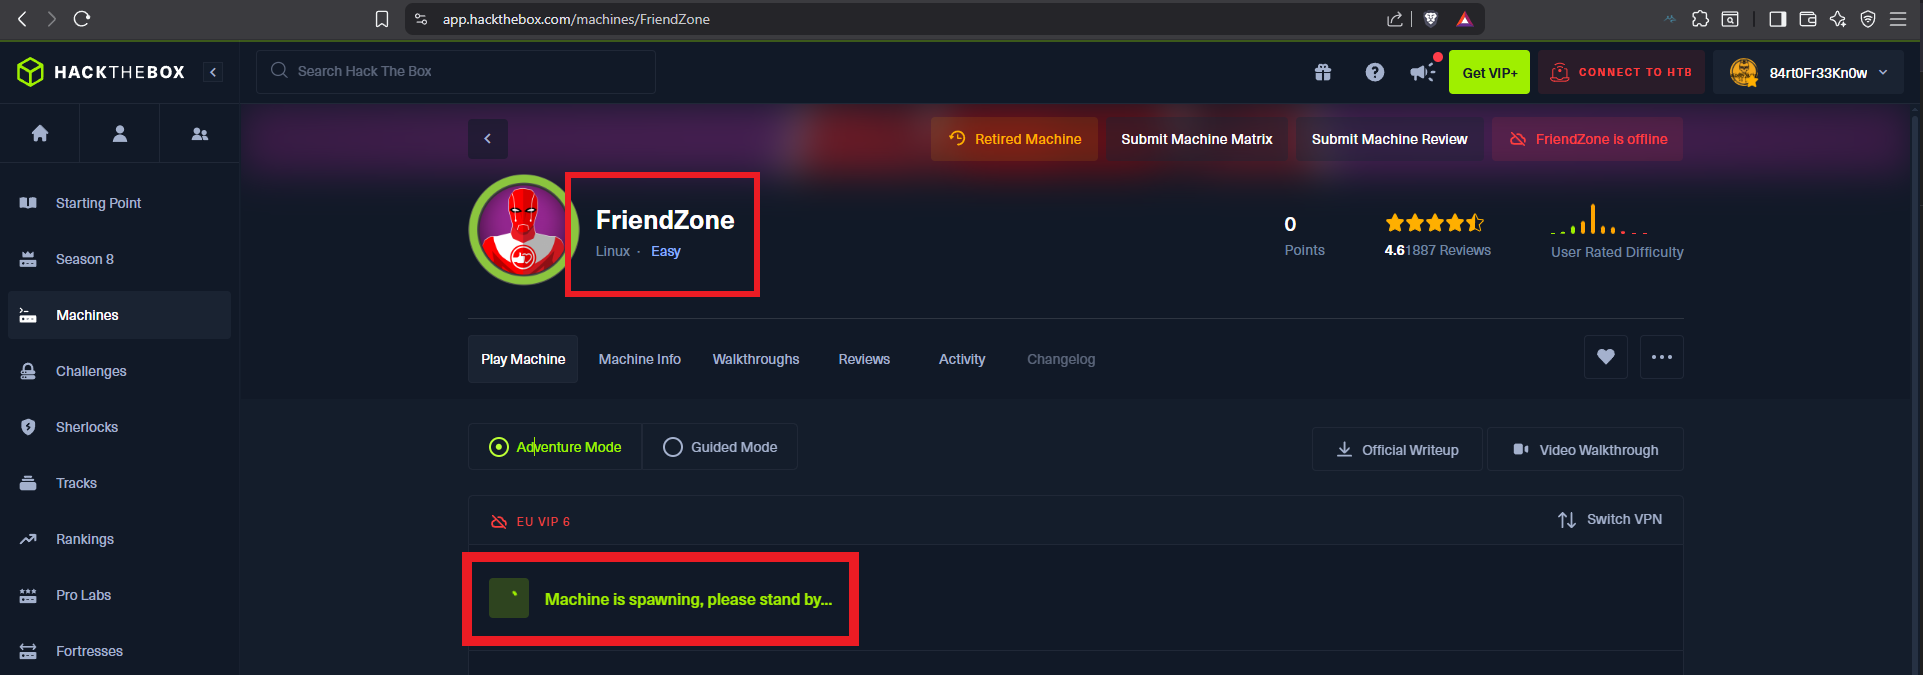 app.hackthebox.com/machines/FriendZone
HACKTHEBOX
Search Hack The Box
Get VIP+
CONNECT TO HTB
84rt0Fr33Kn0w
Retired Machine
Submit Machine Matrix
Submit Machine Review
FriendZone is offline
Starting Point
Season 8
Machines
Challenges
Sherlocks
Tracks
Rankings
Pro Labs
Fortresses
FriendZone
Linux · Easy
0
Points
4.61887 Reviews
User Rated Difficulty
Play Machine
Machine Info
Walkthroughs
Reviews
Activity
Changelog
Adventure Mode
Guided Mode
Official Writeup
Video Walkthrough
EU VIP 6
Switch VPN
Machine is spawning, please stand by...